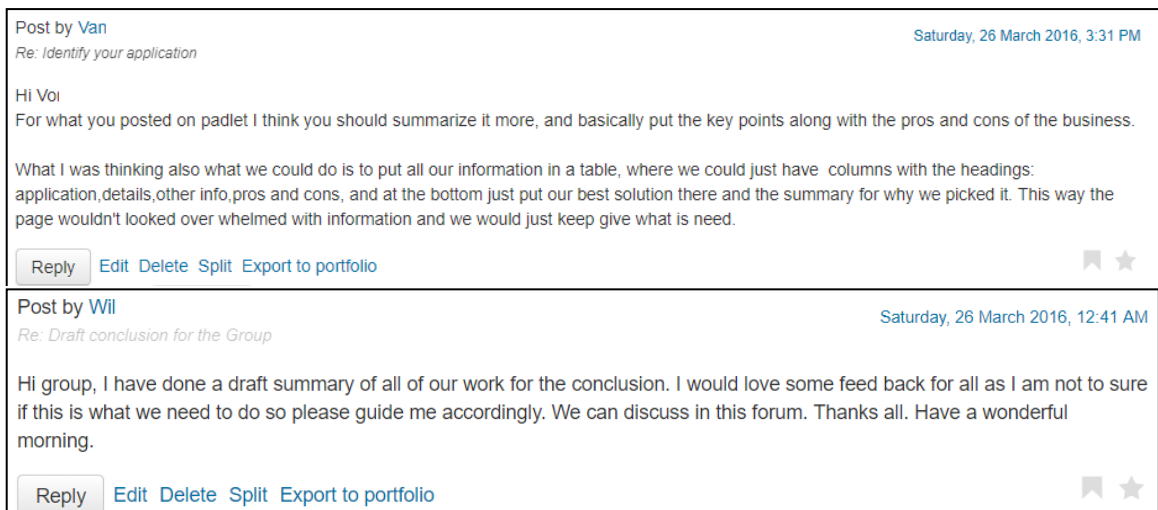 Post by Van
Saturday, 26 March 2016, 3:31 PM
Re: Identify your application
Hi Vor
For what you posted on padlet I think you should summarize it more, and basically put the key points along with the pros and cons of the business.
What I was thinking also what we could do is to put all our information in a table, where we could just have columns with the headings:
application,details,other info,pros and cons, and at the bottom just put our best solution there and the summary for why we picked it. This way the
page wouldn't looked over whelmed with information and we would just keep give what is need.
Reply Edit Delete Split Export to portfolio
Post by Wil
Saturday, 26 March 2016, 12:41 AM
Re: Draft conclusion for the Group
Hi group, I have done a draft summary of all of our work for the conclusion. I would love some feed back for all as I am not to sure
if this is what we need to do so please guide me accordingly. We can discuss in this forum. Thanks all. Have a wonderful
morning.
Reply Edit Delete Split Export to portfolio